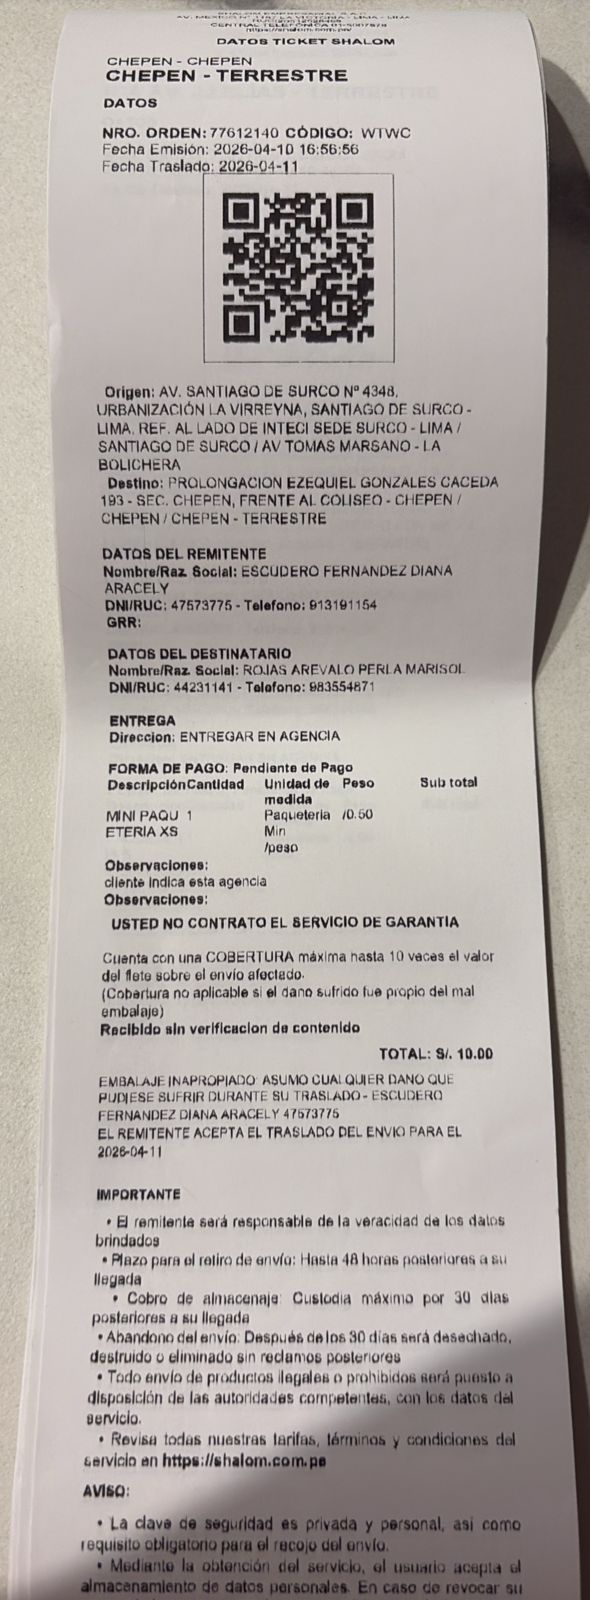 SHALOM EMPRESARIAL S.A.C.
CENTRAL TELEFONICA 01-5007878
https://shalom.com.pe/
DATOS TICKET SHALOM
CHEPEN - CHEPEN
CHEPEN - TERRESTRE
DATOS
NRO. ORDEN: 77612140 CÓDIGO: WTWC
Fecha Emisión: 2026-04-10 16:56:56
Fecha Traslado: 2026-04-11
Origen: AV. SANTIAGO DE SURCO Nº 4348,
URBANIZACIÓN LA VIRREYNA, SANTIAGO DE SURCO -
LIMA. REF. AL LADO DE INTECI SEDE SURCO - LIMA /
SANTIAGO DE SURCO / AV TOMAS MARSANO - LA
BOLICHERA
Destino: PROLONGACION EZEQUIEL GONZALES CACEDA
193 - SEC. CHEPEN, FRENTE AL COLISEO - CHEPEN /
CHEPEN / CHEPEN - TERRESTRE
DATOS DEL REMITENTE
Nombre/Raz. Social: ESCUDERO FERNANDEZ DIANA
ARACELY
DNI/RUC: 47573775 - Telefono: 913191154
GRR:
DATOS DEL DESTINATARIO
Nombre/Raz. Social: ROJAS AREVALO PERLA MARISOL
DNI/RUC: 44231141 - Telefono: 983554871
ENTREGA
Direccion: ENTREGAR EN AGENCIA
FORMA DE PAGO: Pendiente de Pago
DescripciónCantidad Unidad de Peso Sub total
medida
MINI PAQU 1 Paqueteria /0.50
ETERIA XS Min
/peso
Observaciones:
cliente indica esta agencia
Observaciones:
USTED NO CONTRATO EL SERVICIO DE GARANTIA
Cuenta con una COBERTURA máxima hasta 10 veces el valor
del flete sobre el envío afectado.
(Cobertura no aplicable si el dano sufrido fue propio del mal
embalaje)
Recibido sin verificacion de contenido
TOTAL: S/. 10.00
EMBALAJE INAPROPIADO: ASUMO CUALQUIER DANO QUE
PUDIESE SUFRIR DURANTE SU TRASLADO - ESCUDERO
FERNANDEZ DIANA ARACELY 47573775
EL REMITENTE ACEPTA EL TRASLADO DEL ENVIO PARA EL
2026-04-11
IMPORTANTE
• El remitente será responsable de la veracidad de los datos
brindados
• Plazo para el retiro de envío: Hasta 48 horas posteriores a su
llegada
• Cobro de almacenaje: Custodia máximo por 30 días
posteriores a su llegada
• Abandono del envío: Después de los 30 días será desechado,
destruido o eliminado sin reclamos posteriores
• Todo envío de productos ilegales o prohibidos será puesto a
disposición de las autoridades competentes, con los datos del
servicio.
• Revisa todas nuestras tarifas, términos y condiciones del
servicio en https://shalom.com.pe
AVISO:
• La clave de seguridad es privada y personal, así como
requisito obligatorio para el recojo del envío.
• Mediante la obtención del servicio, el usuario acepta el
almacenamiento de datos personales. En caso de revocar su